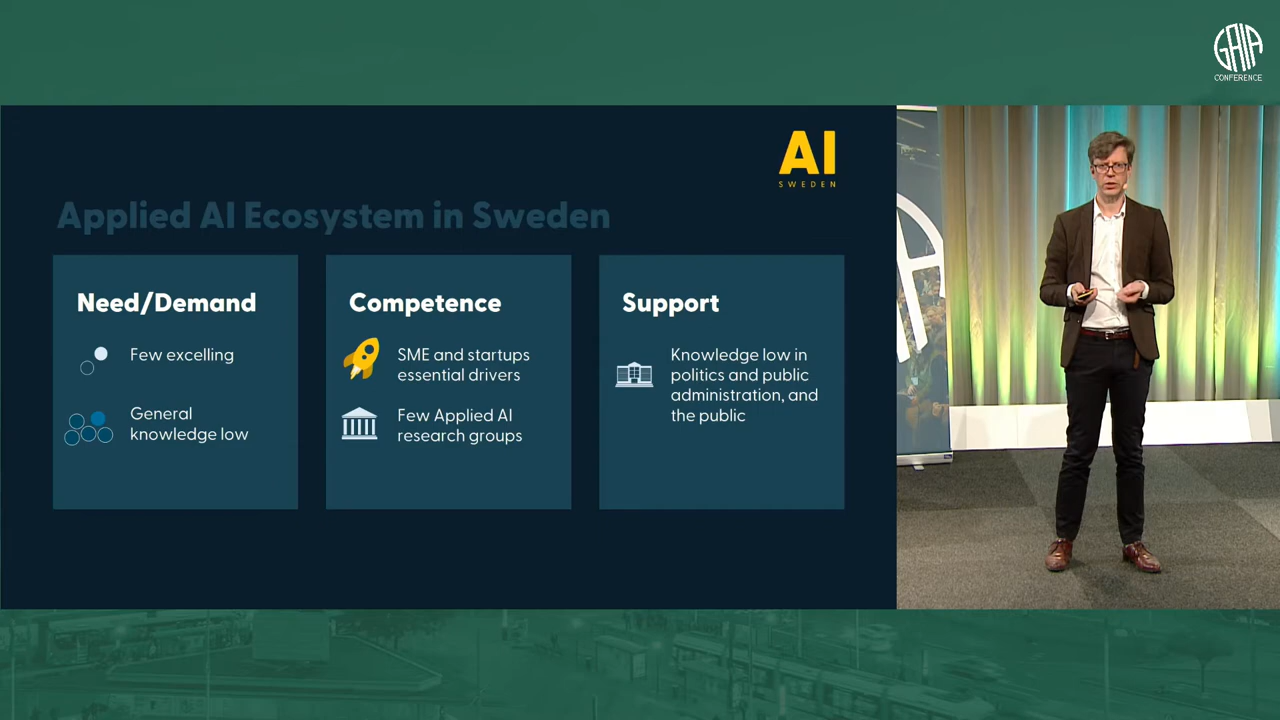 GAIA
CONFERENCE
AI
SWEDEN
Applied AI Ecosystem in Sweden
Need/Demand
Few excelling
General
knowledge low
Competence
SME and startups
essential drivers
Few Applied AI
research groups
Support
Knowledge low in
politics and public
administration, and
the public